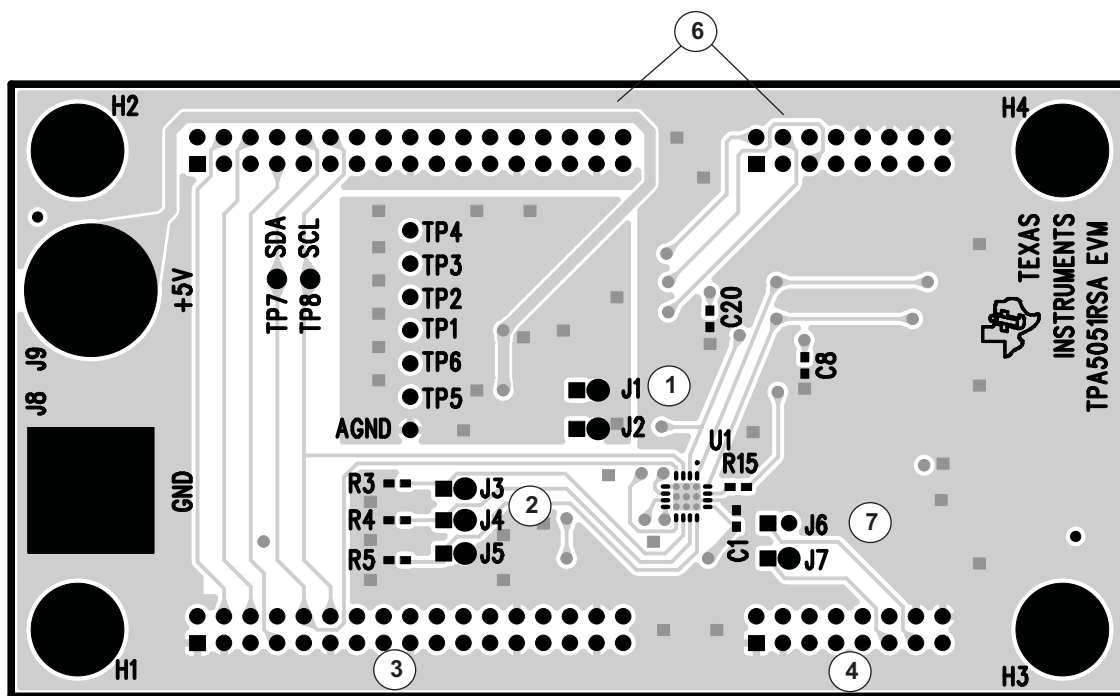 6
H2
H4
SDA
SCL
TP7
TP8
+5V
TP4
TP3
TP2
TP1
TP6
TP5
AGND
J9
J8
GND
TEXAS
INSTRUMENTS
TPA5051RSA EVM
C20
C8
J1
1
J2
U1
R15
R3
R4
R5
J3
J4
J5
2
C1
J6
J7
7
H1
3
4
H3